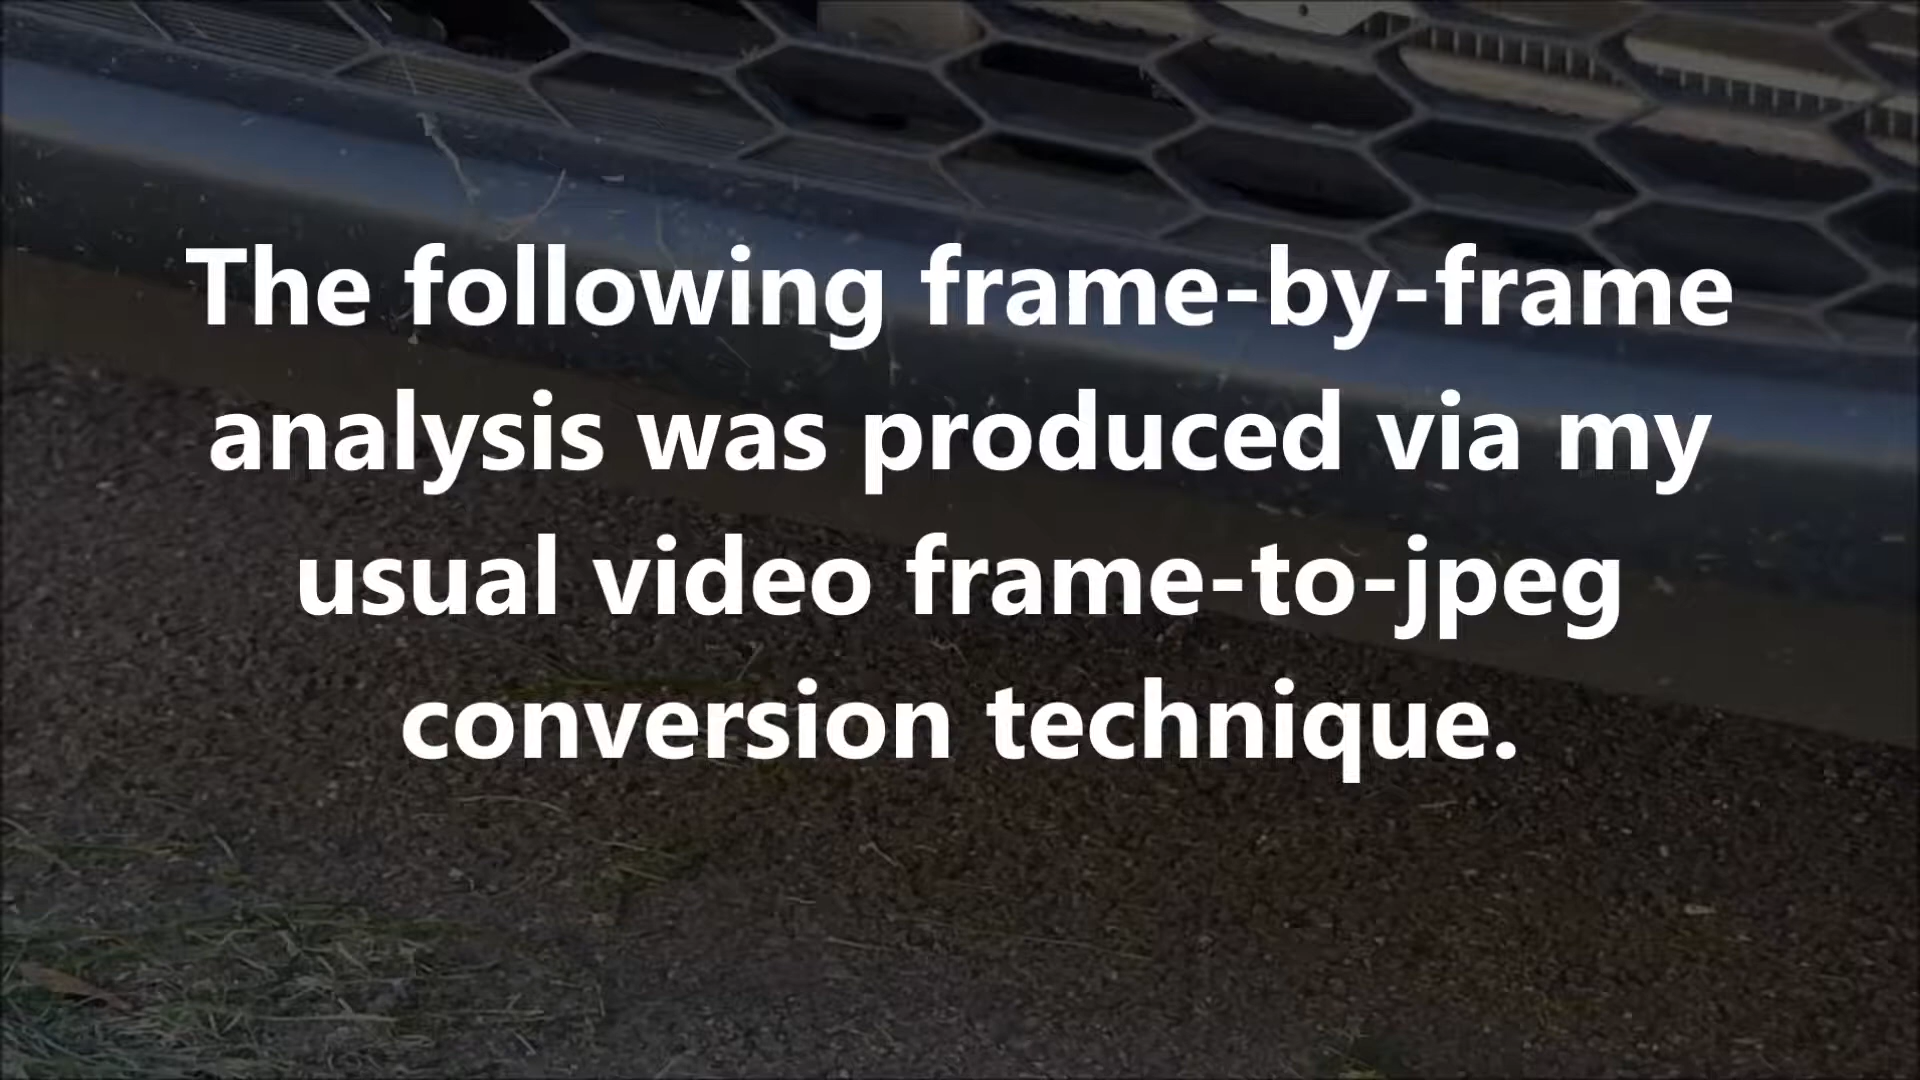 The following frame-by-frame
analysis was produced via my
usual video frame-to-jpeg
conversion technique.